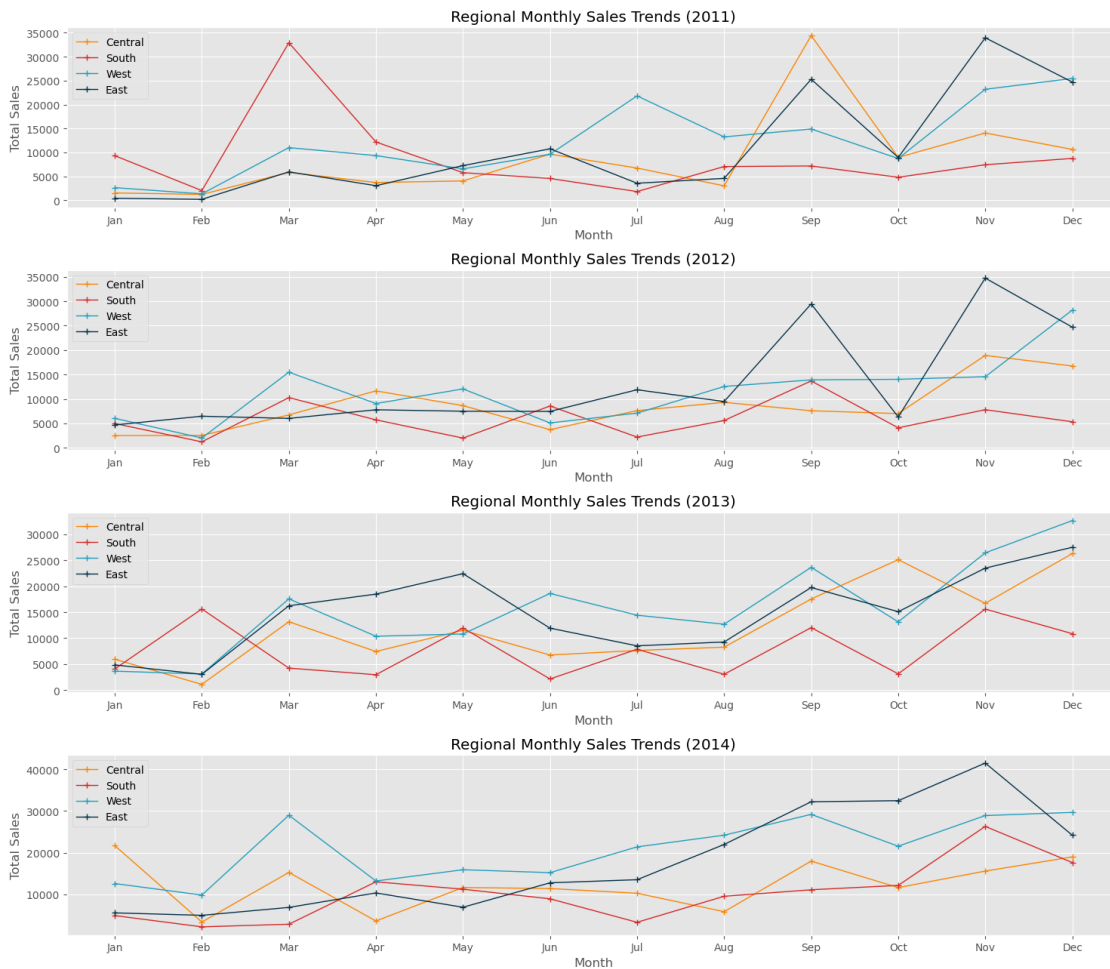 Regional Monthly Sales Trends (2011)
Central
South
West
East
35000
30000
25000
20000
15000
10000
5000
0
Total Sales
Jan Feb Mar Apr May Jun Jul Aug Sep Oct Nov Dec
Month
Regional Monthly Sales Trends (2012)
Central
South
West
East
35000
30000
25000
20000
15000
10000
5000
0
Total Sales
Jan Feb Mar Apr May Jun Jul Aug Sep Oct Nov Dec
Month
Regional Monthly Sales Trends (2013)
Central
South
West
East
30000
25000
20000
15000
10000
5000
0
Total Sales
Jan Feb Mar Apr May Jun Jul Aug Sep Oct Nov Dec
Month
Regional Monthly Sales Trends (2014)
Central
South
West
East
40000
30000
20000
10000
Total Sales
Jan Feb Mar Apr May Jun Jul Aug Sep Oct Nov Dec
Month